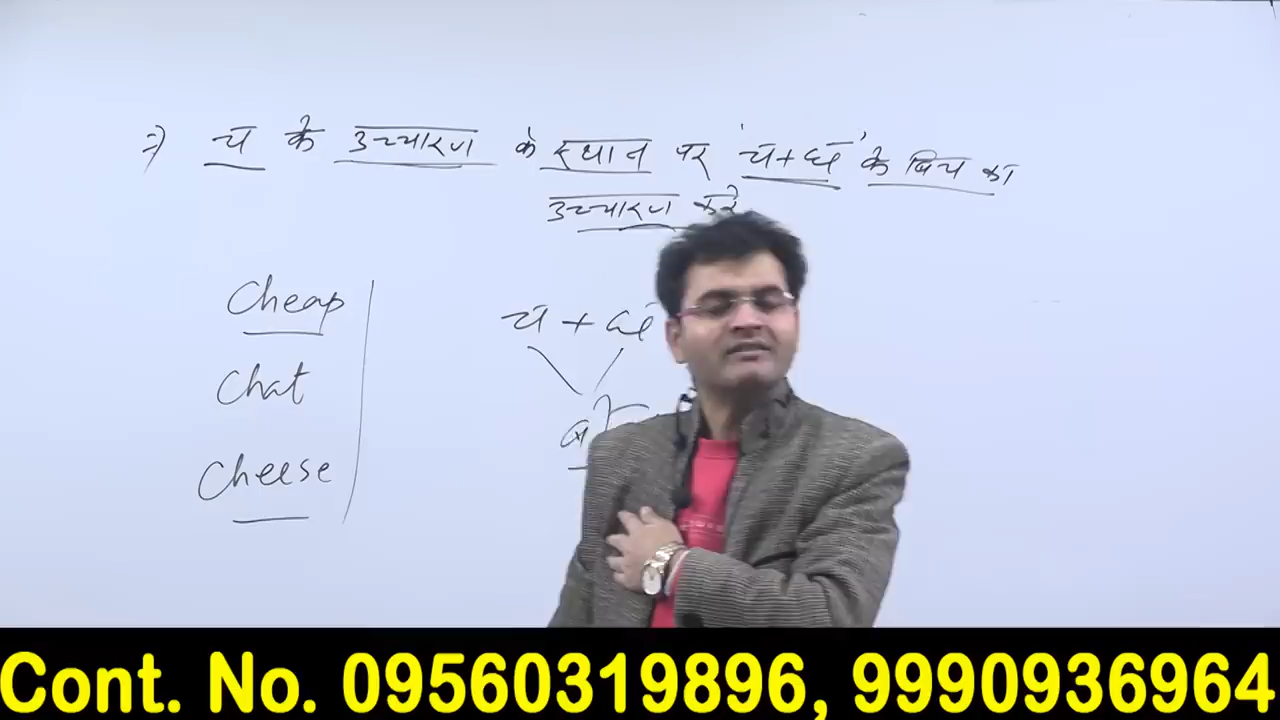 => च के उच्चारण के स्थान पर 'च + छ' के बिच का
उच्चारण करे
Cheap
च + छ
Chat
Cheese
Cont. No. 09560319896, 9990936964